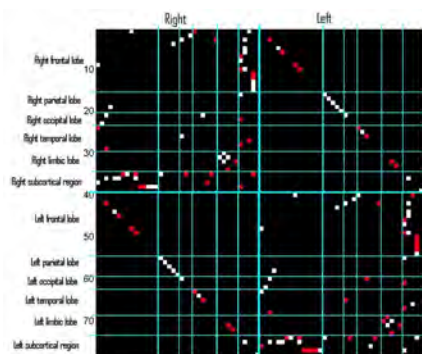 Right Left
Right frontal lobe
10
Right parietal lobe
20
Right occipital lobe
Right temporal lobe
30
Right limbic lobe
Right subcortical region
40
Left frontal lobe
50
Left parietal lobe
60
Left occipital lobe
Left temporal lobe
70
Left limbic lobe
Left subcortical region